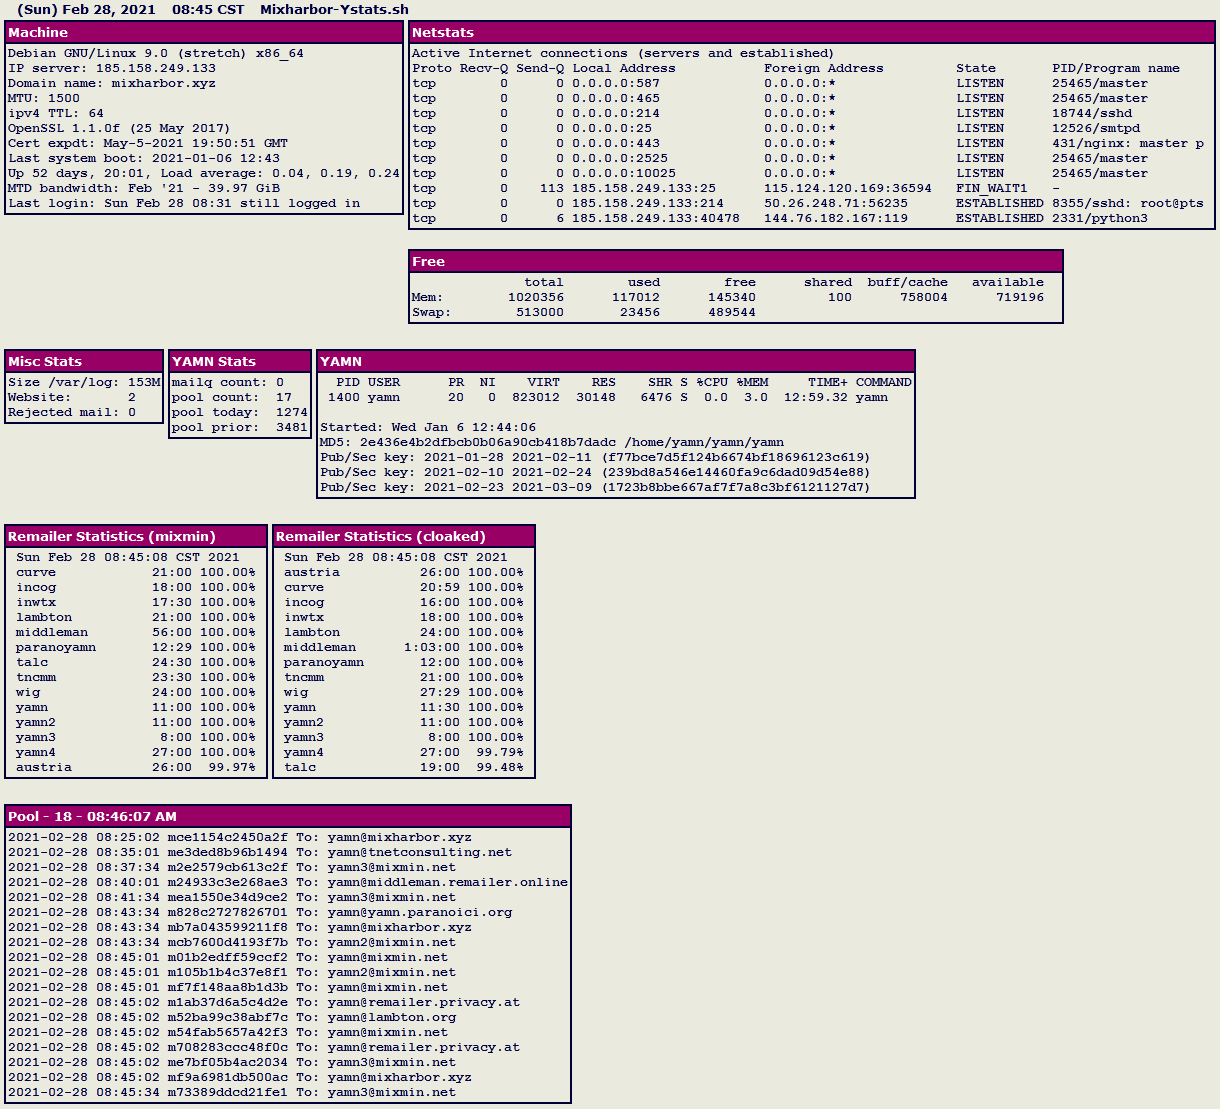 (Sun) Feb 28, 2021 08:45 CST Mixharbor-Ystats.sh
Machine
Debian GNU/Linux 9.0 (stretch) x86_64
IP server: 185.158.249.133
Domain name: mixharbor.xyz
MTU: 1500
ipv4 TTL: 64
OpenSSL 1.1.0f (25 May 2017)
Cert expdt: May-5-2021 19:50:51 GMT
Last system boot: 2021-01-06 12:43
Up 52 days, 20:01, Load average: 0.04, 0.19, 0.24
MTD bandwidth: Feb '21 - 39.97 GiB
Last login: Sun Feb 28 08:31 still logged in
Netstats
Active Internet connections (servers and established)
Proto Recv-Q Send-Q Local Address Foreign Address State PID/Program name
tcp 0 0 0.0.0.0:587 0.0.0.0:* LISTEN 25465/master
tcp 0 0 0.0.0.0:465 0.0.0.0:* LISTEN 25465/master
tcp 0 0 0.0.0.0:214 0.0.0.0:* LISTEN 18744/sshd
tcp 0 0 0.0.0.0:25 0.0.0.0:* LISTEN 12526/smtpd
tcp 0 0 0.0.0.0:443 0.0.0.0:* LISTEN 431/nginx: master p
tcp 0 0 0.0.0.0:2525 0.0.0.0:* LISTEN 25465/master
tcp 0 0 0.0.0.0:10025 0.0.0.0:* LISTEN 25465/master
tcp 0 113 185.158.249.133:25 115.124.120.169:36594 FIN_WAIT1 -
tcp 0 0 185.158.249.133:214 50.26.248.71:56235 ESTABLISHED 8355/sshd: root@pts
tcp 0 6 185.158.249.133:40478 144.76.182.167:119 ESTABLISHED 2331/python3
Free
total used free shared buff/cache available
Mem: 1020356 117012 145340 100 758004 719196
Swap: 513000 23456 489544
Misc Stats
Size /var/log: 153M
Website: 2
Rejected mail: 0
YAMN Stats
mailq count: 0
pool count: 17
pool today: 1274
pool prior: 3481
YAMN
PID USER PR NI VIRT RES SHR S %CPU %MEM TIME+ COMMAND
1400 yamn 20 0 823012 30148 6476 S 0.0 3.0 12:59.32 yamn
Started: Wed Jan 6 12:44:06
MD5: 2e436e4b2dfbcb0b06a90cb418b7dadc /home/yamn/yamn/yamn
Pub/Sec key: 2021-01-28 2021-02-11 (f77bce7d5f124b6674bf18696123c619)
Pub/Sec key: 2021-02-10 2021-02-24 (239bd8a546e14460fa9c6dad09d54e88)
Pub/Sec key: 2021-02-23 2021-03-09 (1723b8bbe667af7f7a8c3bf6121127d7)
Remailer Statistics (mixmin)
Sun Feb 28 08:45:08 CST 2021
curve 21:00 100.00%
incog 18:00 100.00%
inwtx 17:30 100.00%
lambton 21:00 100.00%
middleman 56:00 100.00%
paranoyamn 12:29 100.00%
talc 24:30 100.00%
tncmm 23:30 100.00%
wig 24:00 100.00%
yamn 11:00 100.00%
yamn2 11:00 100.00%
yamn3 8:00 100.00%
yamn4 27:00 100.00%
austria 26:00 99.97%
Remailer Statistics (cloaked)
Sun Feb 28 08:45:08 CST 2021
austria 26:00 100.00%
curve 20:59 100.00%
incog 16:00 100.00%
inwtx 18:00 100.00%
lambton 24:00 100.00%
middleman 1:03:00 100.00%
paranoyamn 12:00 100.00%
tncmm 21:00 100.00%
wig 27:29 100.00%
yamn 11:30 100.00%
yamn2 11:00 100.00%
yamn3 8:00 100.00%
yamn4 27:00 99.79%
talc 19:00 99.48%
Pool - 18 - 08:46:07 AM
2021-02-28 08:25:02 mce1154c2450a2f To: yamn@mixharbor.xyz
2021-02-28 08:35:01 me3ded8b96b1494 To: yamn@tnetconsulting.net
2021-02-28 08:37:34 m2e2579cb613c2f To: yamn3@mixmin.net
2021-02-28 08:40:01 m24933c3e268ae3 To: yamn@middleman.remailer.online
2021-02-28 08:41:34 mea1550e34d9ce2 To: yamn3@mixmin.net
2021-02-28 08:43:34 m828c2727826701 To: yamn@yamn.paranoici.org
2021-02-28 08:43:34 mb7a043599211f8 To: yamn@mixharbor.xyz
2021-02-28 08:43:34 mcb7600d4193f7b To: yamn2@mixmin.net
2021-02-28 08:45:01 m01b2edff59ccf2 To: yamn@mixmin.net
2021-02-28 08:45:01 m105b1b4c37e8f1 To: yamn2@mixmin.net
2021-02-28 08:45:01 mf7f148aa8b1d3b To: yamn@mixmin.net
2021-02-28 08:45:02 m1ab37d6a5c4d2e To: yamn@remailer.privacy.at
2021-02-28 08:45:02 m52ba99c38abf7c To: yamn@lambton.org
2021-02-28 08:45:02 m54fab5657a42f3 To: yamn@mixmin.net
2021-02-28 08:45:02 m708283ccc48f0c To: yamn@remailer.privacy.at
2021-02-28 08:45:02 me7bf05b4ac2034 To: yamn3@mixmin.net
2021-02-28 08:45:02 mf9a6981db500ac To: yamn@mixharbor.xyz
2021-02-28 08:45:34 m73389ddcd21fe1 To: yamn3@mixmin.net